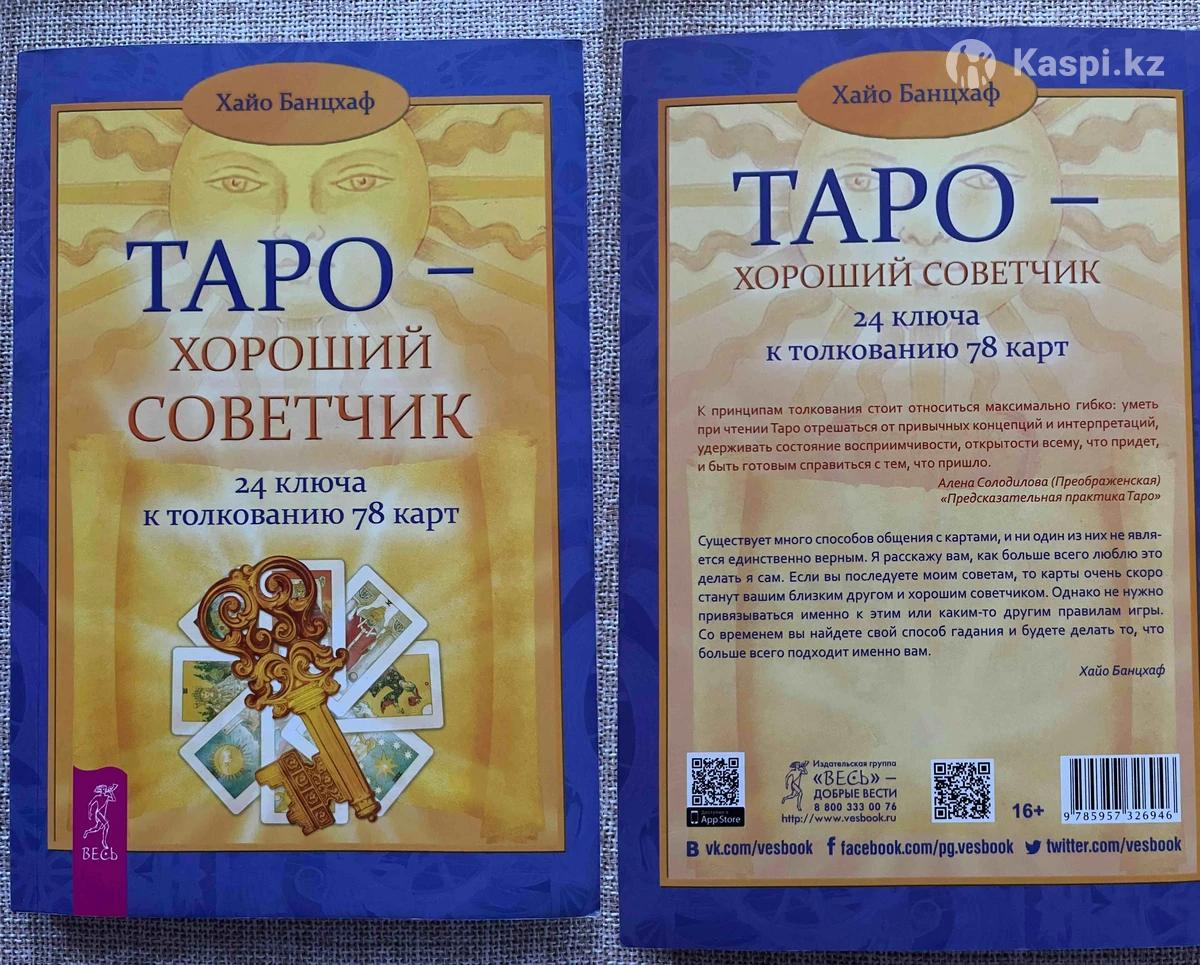 Хайо Банцхаф
ТАРО –
ХОРОШИЙ
СОВЕТЧИК
24 ключа
к толкованию 78 карт
ВЕСЬ
Kaspi.kz
Хайо Банцхаф
ТАРО –
ХОРОШИЙ СОВЕТЧИК
24 ключа
к толкованию 78 карт
К принципам толкования стоит относиться максимально гибко: уметь
при чтении Таро отрешаться от привычных концепций и интерпретаций,
удерживать состояние восприимчивости, открытости всему, что придет,
и быть готовым справиться с тем, что пришло.
Алена Солодилова (Преображенская)
«Предсказательная практика Таро»
Существует много способов общения с картами, и ни один из них не явля-
ется единственно верным. Я расскажу вам, как больше всего люблю это
делать я сам. Если вы последуете моим советам, то карты очень скоро
станут вашим близким другом и хорошим советчиком. Однако не нужно
привязываться именно к этим или каким-то другим правилам игры.
Со временем вы найдете свой способ гадания и будете делать то, что
больше всего подходит именно вам.
Хайо Банцхаф
Издательская группа
«ВЕСЬ» –
ДОБРЫЕ ВЕСТИ
8 800 333 00 76
http://www.vesbook.ru
Доступно в
App Store
16+
9 785957 326946
vk.com/vesbook facebook.com/pg.vesbook twitter.com/vesbook